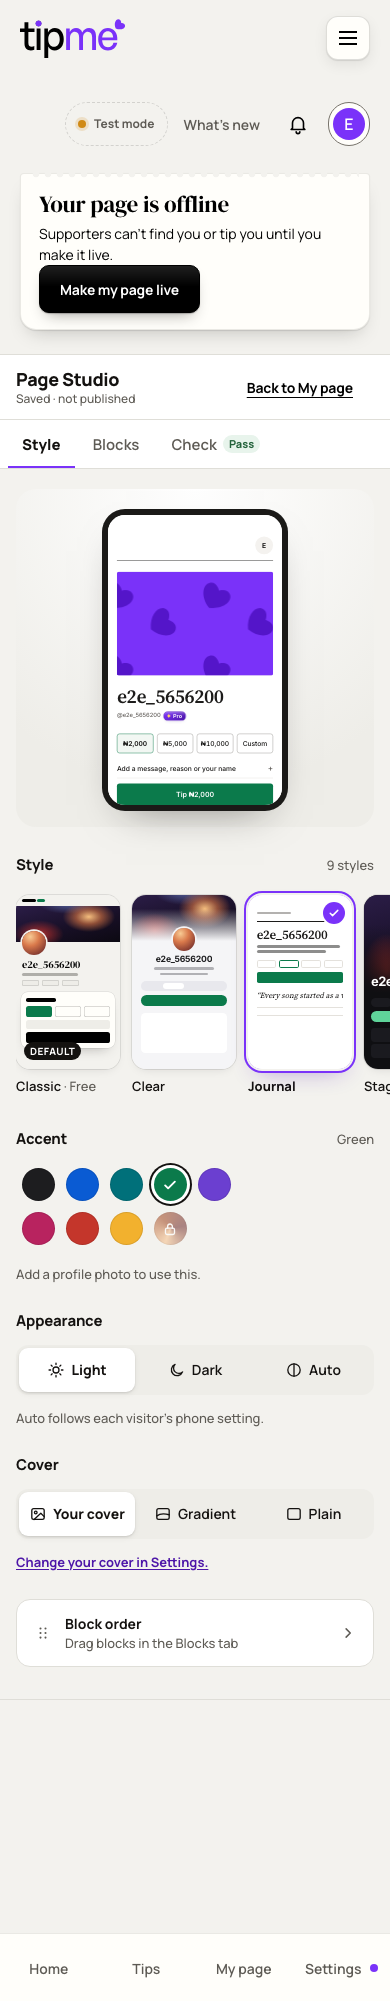 tipme
Test mode
What's new
E
Your page is offline
Supporters can't find you or tip you until you
make it live.
Make my page live
Page Studio
Saved · not published
Back to My page
Style
Blocks
Check
Pass
E
e2e_5656200
@e2e_5656200
+ Pro
₦2,000
₦5,000
₦10,000
Custom
Add a message, reason or your name +
Tip ₦2,000
Style
9 styles
e2e_5656200
DEFAULT
Classic · Free
e2e_5656200
Clear
e2e_5656200
"Every song started as a v
Journal
e2e
Stag
Accent
Green
Add a profile photo to use this.
Appearance
Light
Dark
Auto
Auto follows each visitor's phone setting.
Cover
Your cover
Gradient
Plain
Change your cover in Settings.
Block order
Drag blocks in the Blocks tab
Home
Tips
My page
Settings